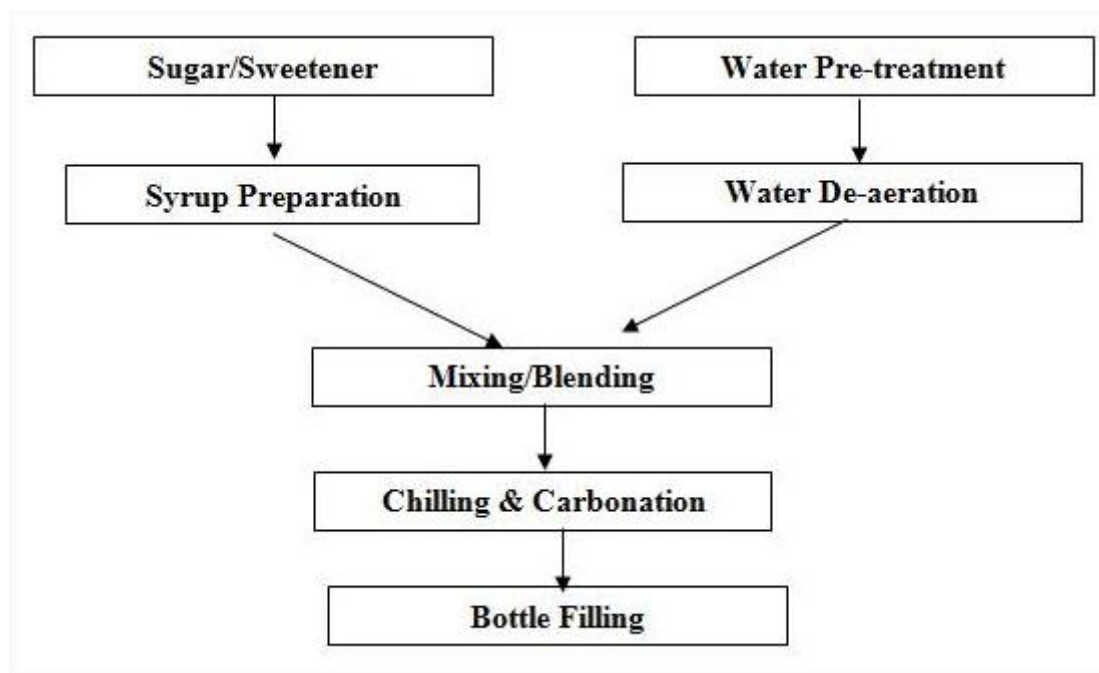 Sugar/Sweetener
Water Pre-treatment
Syrup Preparation
Water De-aeration
Mixing/Blending
Chilling & Carbonation
Bottle Filling